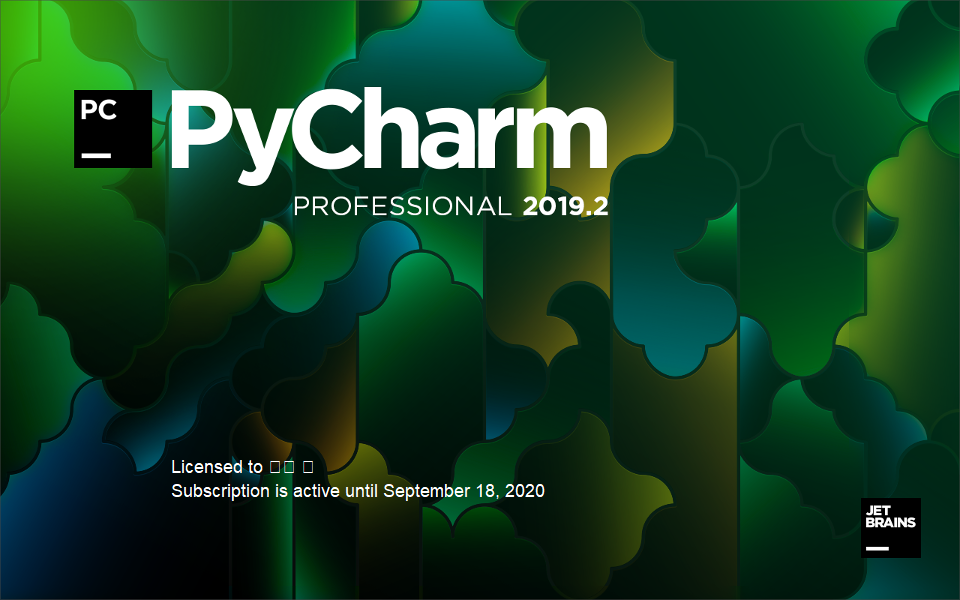 PC
PyCharm
PROFESSIONAL 2019.2
Licensed to □□ □
Subscription is active until September 18, 2020
JET
BRAINS